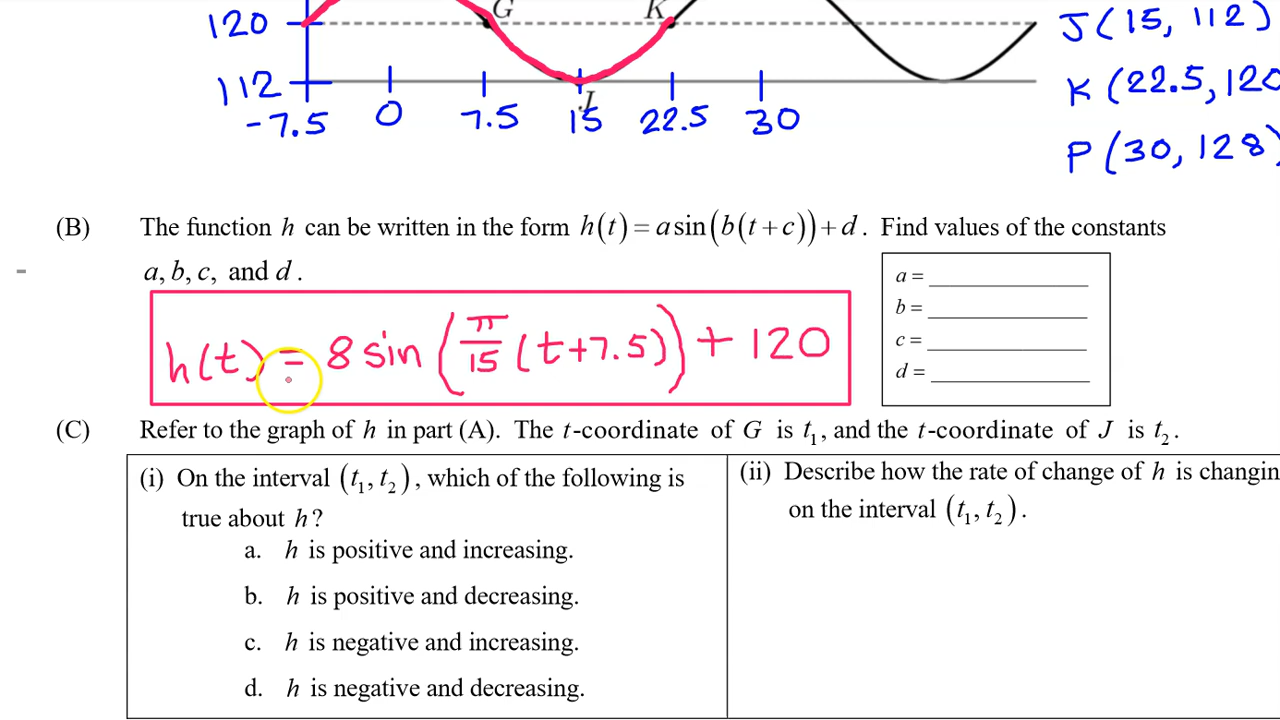 G K
120
J (15, 112)
112
J
K (22.5, 120
-7.5 0 7.5 15 22.5 30
P (30, 128)
(B) The function h can be written in the form h(t) = a sin(b(t + c)) + d. Find values of the constants
a, b, c, and d.
a =
b =
c =
d =
h(t) = 8 sin(π/15 (t+7.5)) + 120
(C) Refer to the graph of h in part (A). The t-coordinate of G is t₁, and the t-coordinate of J is t₂.
(i) On the interval (t₁, t₂), which of the following is
true about h?
a. h is positive and increasing.
b. h is positive and decreasing.
c. h is negative and increasing.
d. h is negative and decreasing.
(ii) Describe how the rate of change of h is changin
on the interval (t₁, t₂).